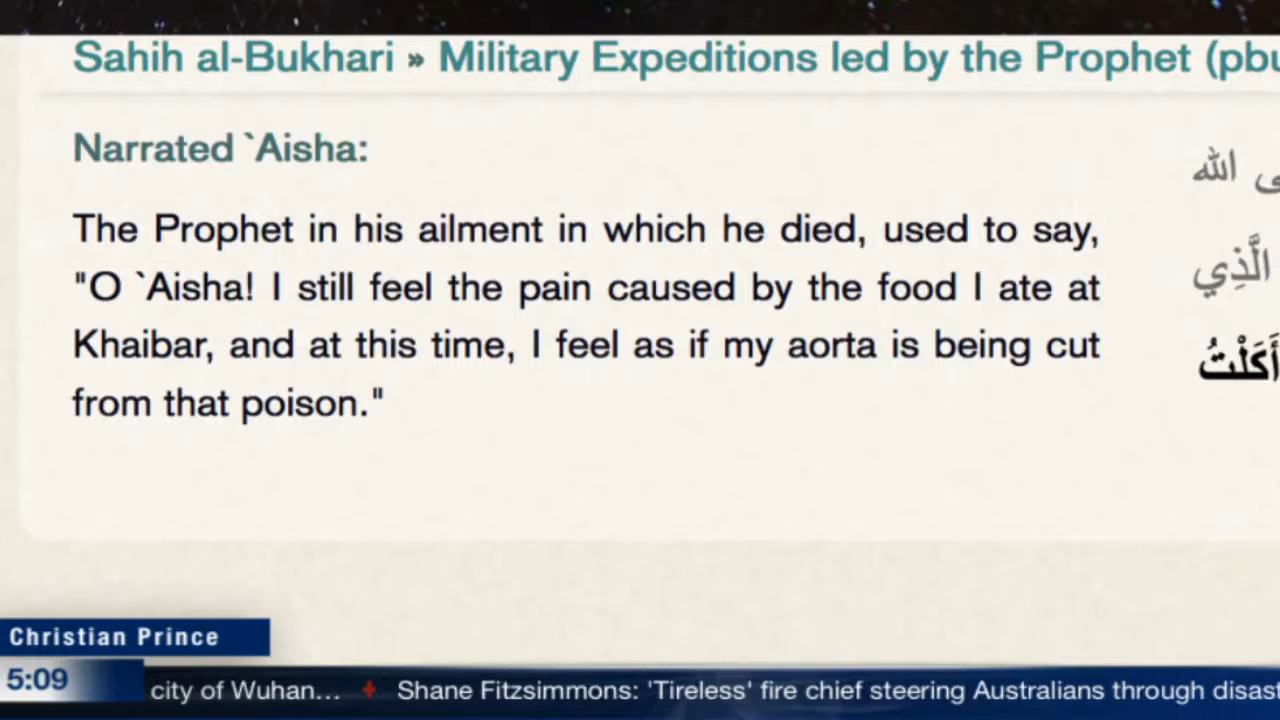 Sahih al-Bukhari » Military Expeditions led by the Prophet (pbu
Narrated `Aisha:
The Prophet in his ailment in which he died, used to say,
"O `Aisha! I still feel the pain caused by the food I ate at
Khaibar, and at this time, I feel as if my aorta is being cut
from that poison."
الله
الَّذِي
أَكَلْتُ
Christian Prince
5:09
city of Wuhan... + Shane Fitzsimmons: 'Tireless' fire chief steering Australians through disast